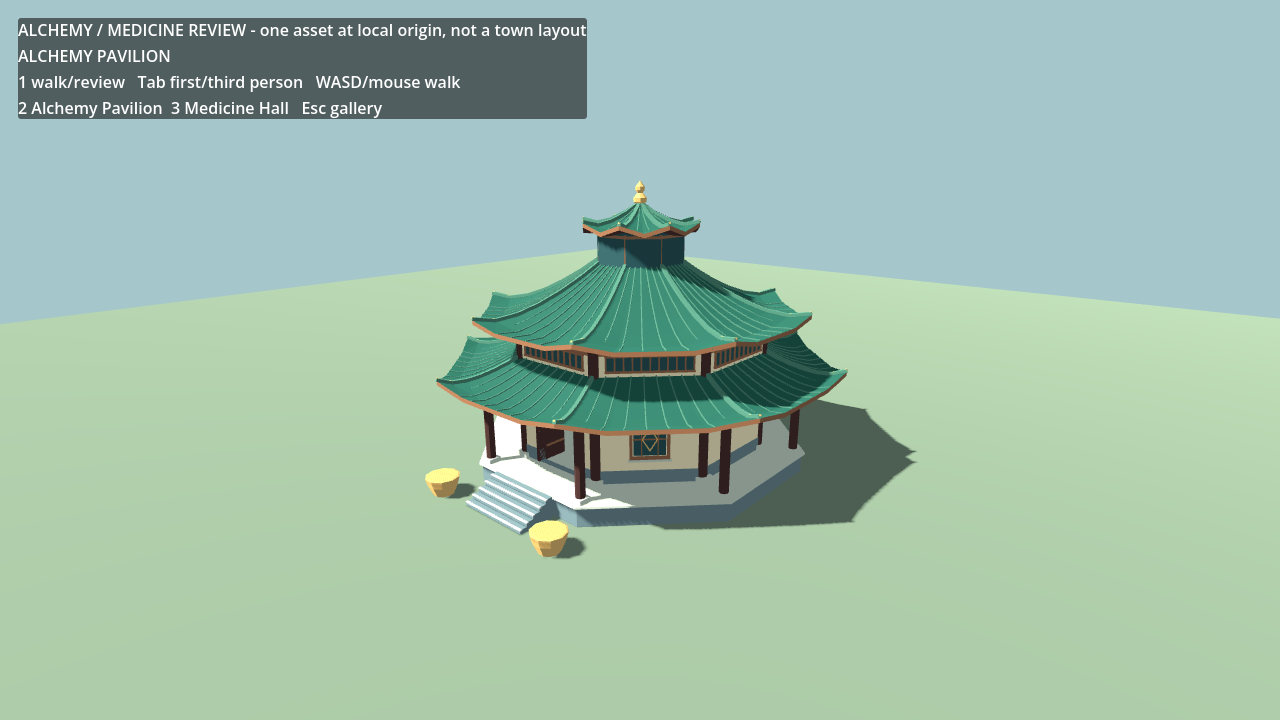 ALCHEMY / MEDICINE REVIEW - one asset at local origin, not a town layout
ALCHEMY PAVILION
1 walk/review   Tab first/third person   WASD/mouse walk
2 Alchemy Pavilion  3 Medicine Hall   Esc gallery